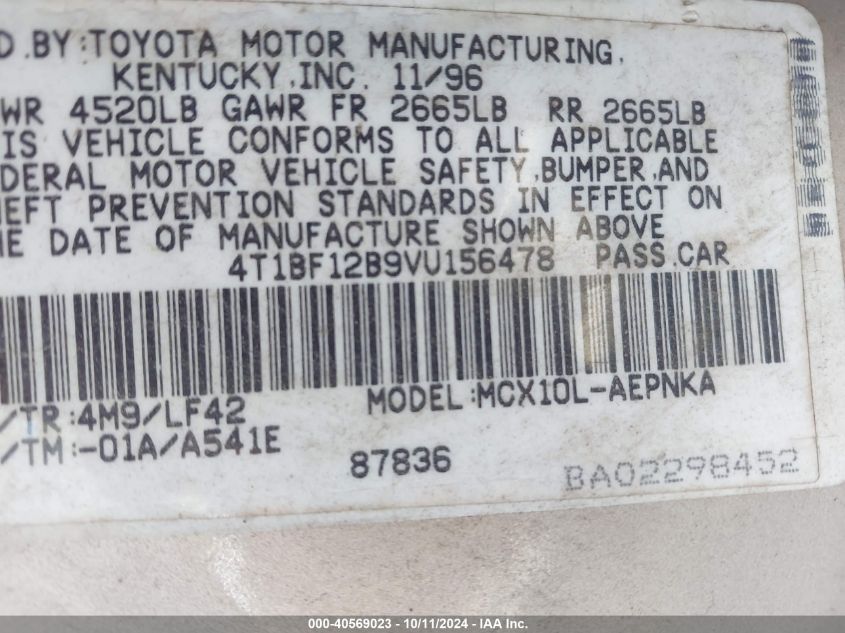 D.BY:TOYOTA MOTOR MANUFACTURING,
KENTUCKY,INC. 11/96
WR 4520LB GAWR FR 2665LB RR 2665LB
IS VEHICLE CONFORMS TO ALL APPLICABLE
DERAL MOTOR VEHICLE SAFETY,BUMPER,AND
HEFT PREVENTION STANDARDS IN EFFECT ON
HE DATE OF MANUFACTURE SHOWN ABOVE
4T1BF12B9VU156478 PASS.CAR
/TR:4M9/LF42 MODEL:MCX10L-AEPNKA
/TM:-01A/A541E
87836 BA02298452
000-40569023 - 10/11/2024 - IAA Inc.